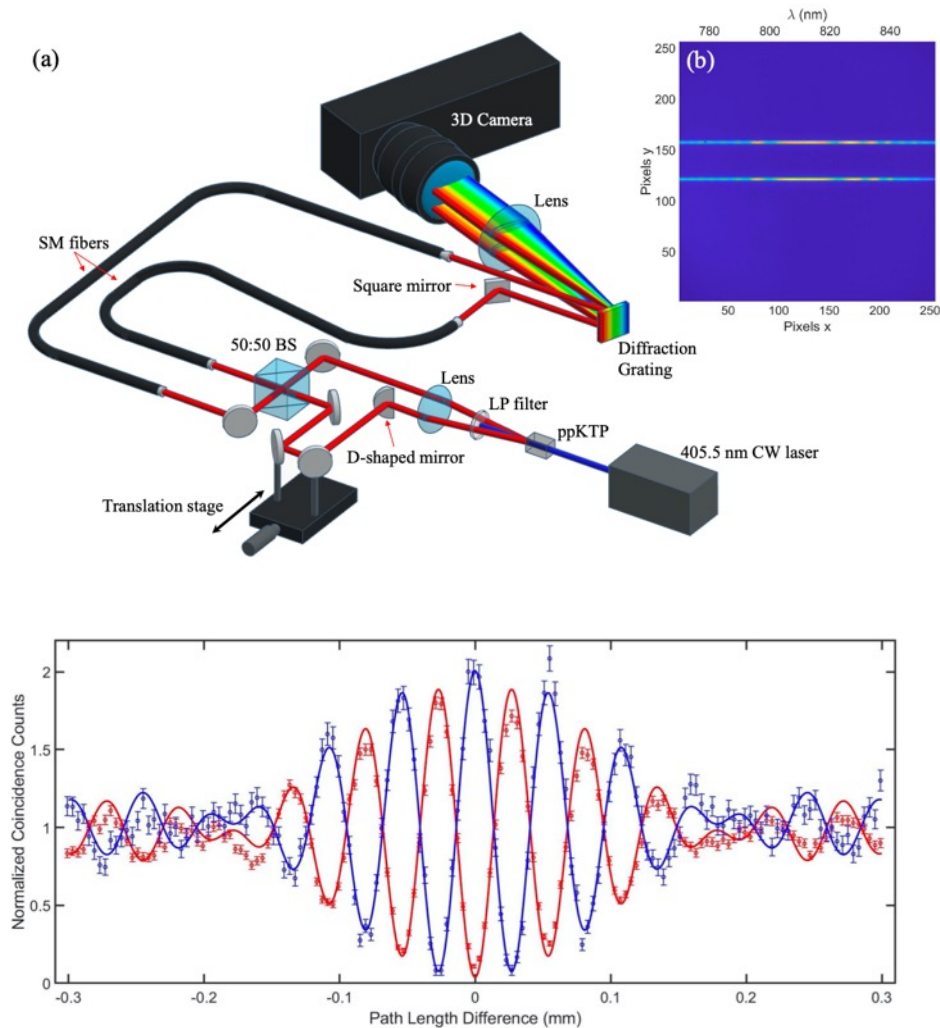 (a)
3D Camera
Lens
SM fibers
Square mirror
50:50 BS
Diffraction
Grating
Lens
LP filter
ppKTP
D-shaped mirror
405.5 nm CW laser
Translation stage
λ (nm)
780 800 820 840
(b)
250
200
150
100
50
Pixels y
50 100 150 200 250
Pixels x
Normalized Coincidence Counts
2
1.5
1
0.5
0
-0.3 -0.2 -0.1 0 0.1 0.2 0.3
Path Length Difference (mm)